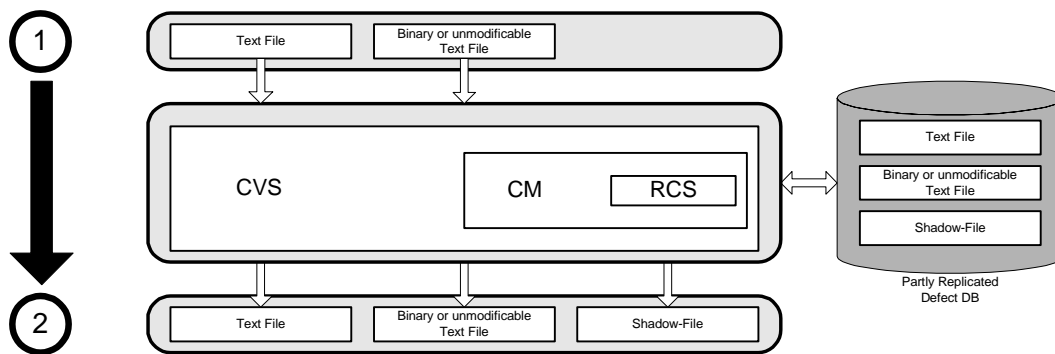 1
Text File
Binary or unmodificable
Text File
CVS
CM
RCS
Text File
Binary or unmodificable
Text File
Shadow-File
Partly Replicated
Defect DB
2
Text File
Binary or unmodificable
Text File
Shadow-File